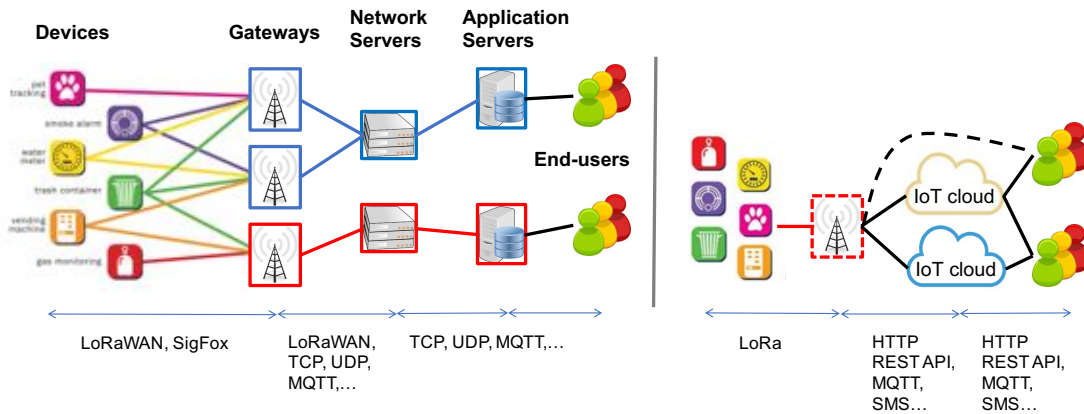 Devices
Gateways
Network
Servers
Application
Servers
pet
tracking
smoke alarm
water
meter
trash container
vending
machine
gas monitoring
End-users
LoRaWAN, SigFox
LoRaWAN,
TCP, UDP,
MQTT,...
TCP, UDP, MQTT,...
IoT cloud
IoT cloud
LoRa
HTTP
REST API,
MQTT,
SMS...
HTTP
REST API,
MQTT,
SMS...